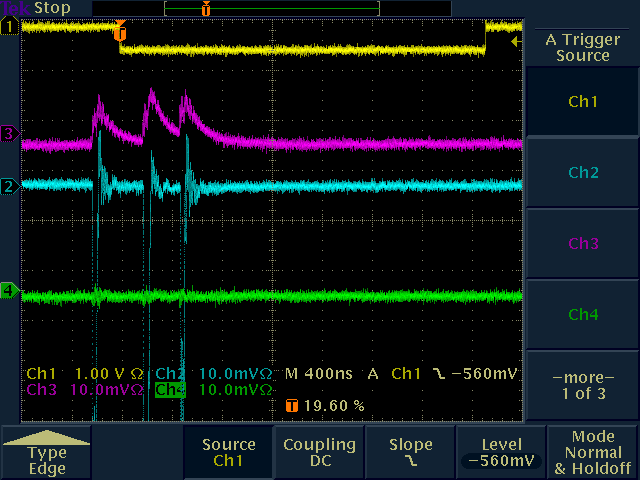 Tek Stop
T
1
T
A Trigger
Source
Ch1
3
Ch2
2
Ch3
4
Ch4
Ch1 1.00 V Ω Ch2 10.0mVΩ M 400ns A Ch1 ㄟ −560mV
Ch3 10.0mVΩ Ch4 10.0mVΩ
T 19.60 %
−more−
1 of 3
Type
Edge
Source
Ch1
Coupling
DC
Slope
Level
−560mV
Mode
Normal
& Holdoff